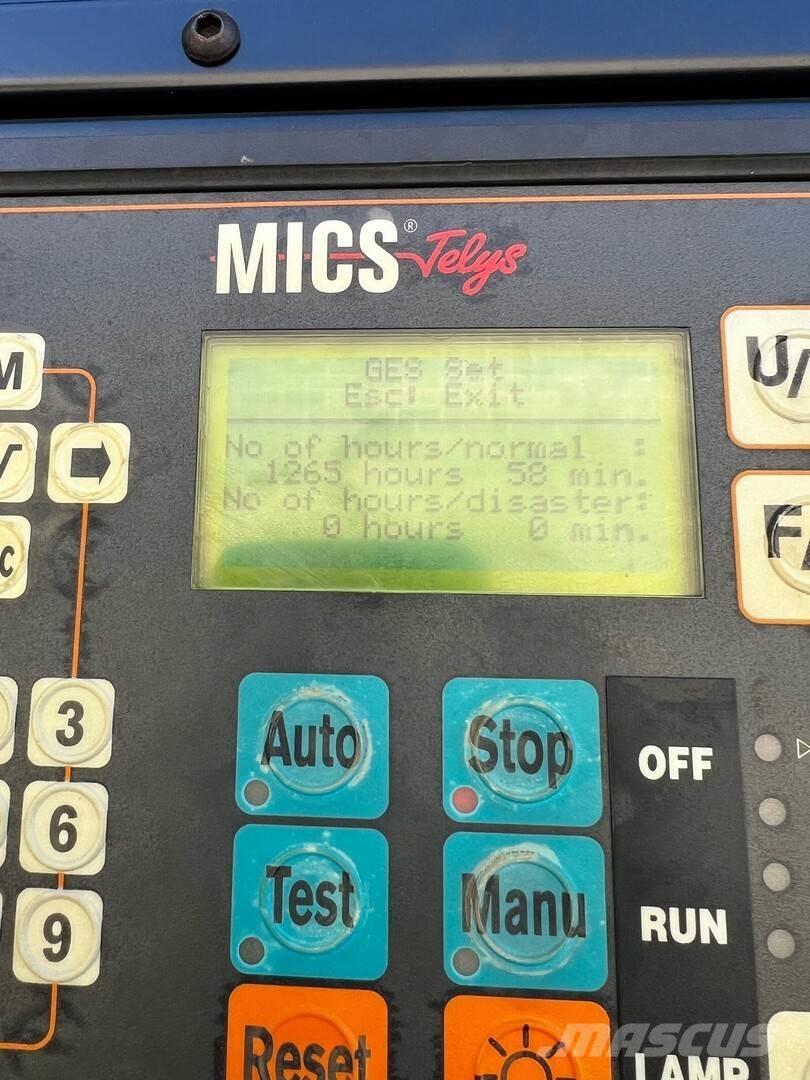 MICS® Telys
GES Set
Esc: Exit
No of hours/normal :
1265 hours 58 min.
No of hours/disaster:
0 hours 0 min.
M
U/
F/
C
3
6
9
Auto
Stop
OFF
Test
Manu
RUN
Reset
LAMP
MASCUS